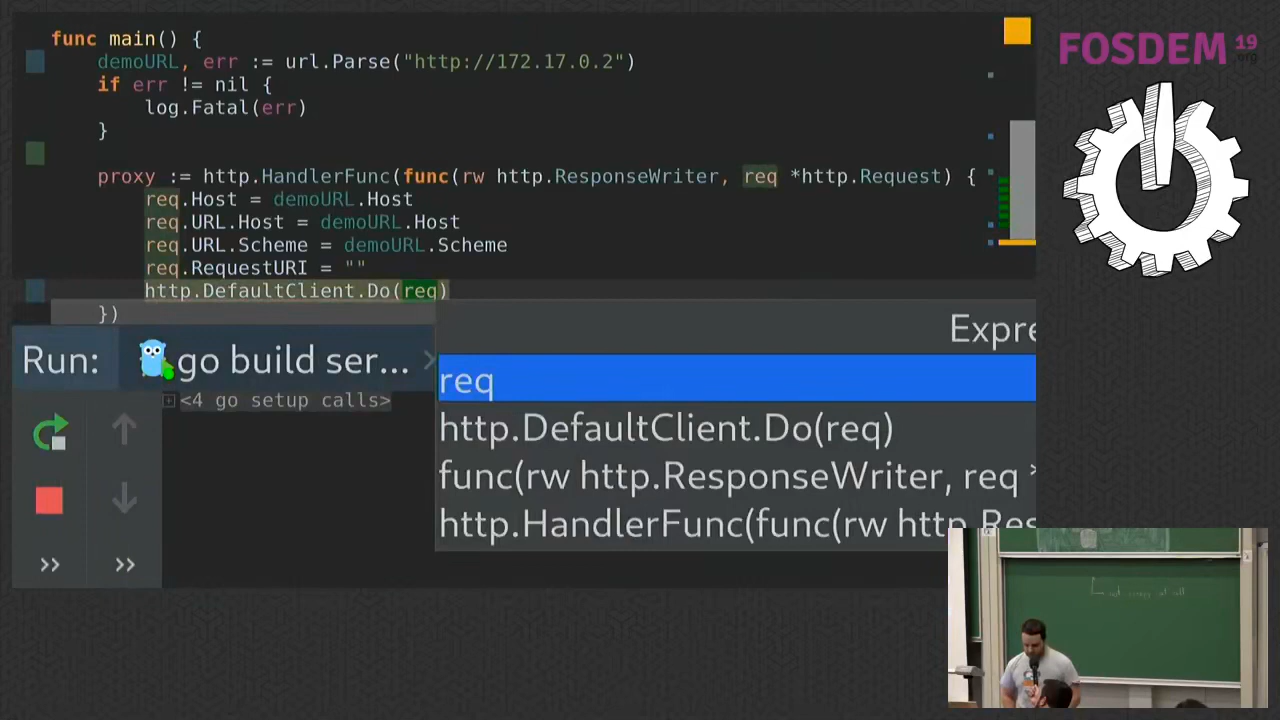 func main() {
demoURL, err := url.Parse("http://172.17.0.2")
if err != nil {
log.Fatal(err)
}
proxy := http.HandlerFunc(func(rw http.ResponseWriter, req *http.Request) {
req.Host = demoURL.Host
req.URL.Host = demoURL.Host
req.URL.Scheme = demoURL.Scheme
req.RequestURI = ""
http.DefaultClient.Do(req)
})
Expre
Run: go build ser...
req
<4 go setup calls>
http.DefaultClient.Do(req)
func(rw http.ResponseWriter, req *
http.HandlerFunc(func(rw http.Res
FOSDEM 19
.org